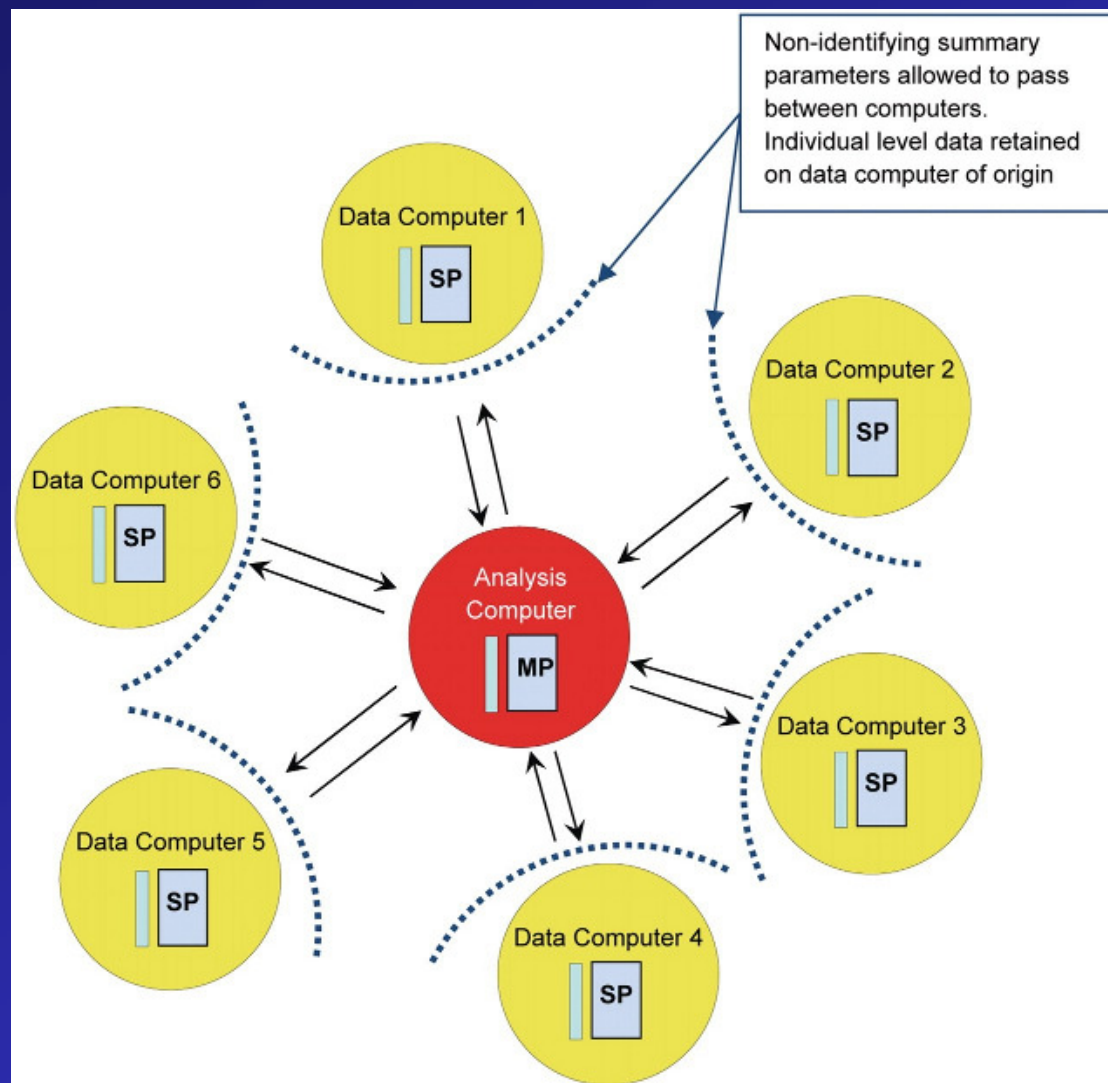 Non-identifying summary
parameters allowed to pass
between computers.
Individual level data retained
on data computer of origin
Data Computer 1
SP
Data Computer 2
SP
Data Computer 6
SP
Analysis
Computer
MP
Data Computer 3
SP
Data Computer 5
SP
Data Computer 4
SP